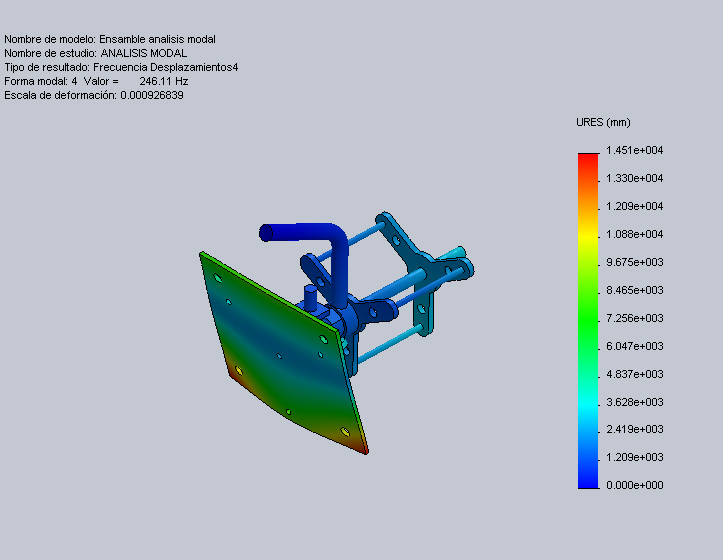 Nombre de modelo: Ensamble analisis modal
Nombre de estudio: ANALISIS MODAL
Tipo de resultado: Frecuencia Desplazamientos4
Forma modal: 4 Valor = 246.11 Hz
Escala de deformación: 0.000926839
URES (mm)
1.451e+004
1.330e+004
1.209e+004
1.088e+004
9.675e+003
8.465e+003
7.256e+003
6.047e+003
4.837e+003
3.628e+003
2.419e+003
1.209e+003
0.000e+000